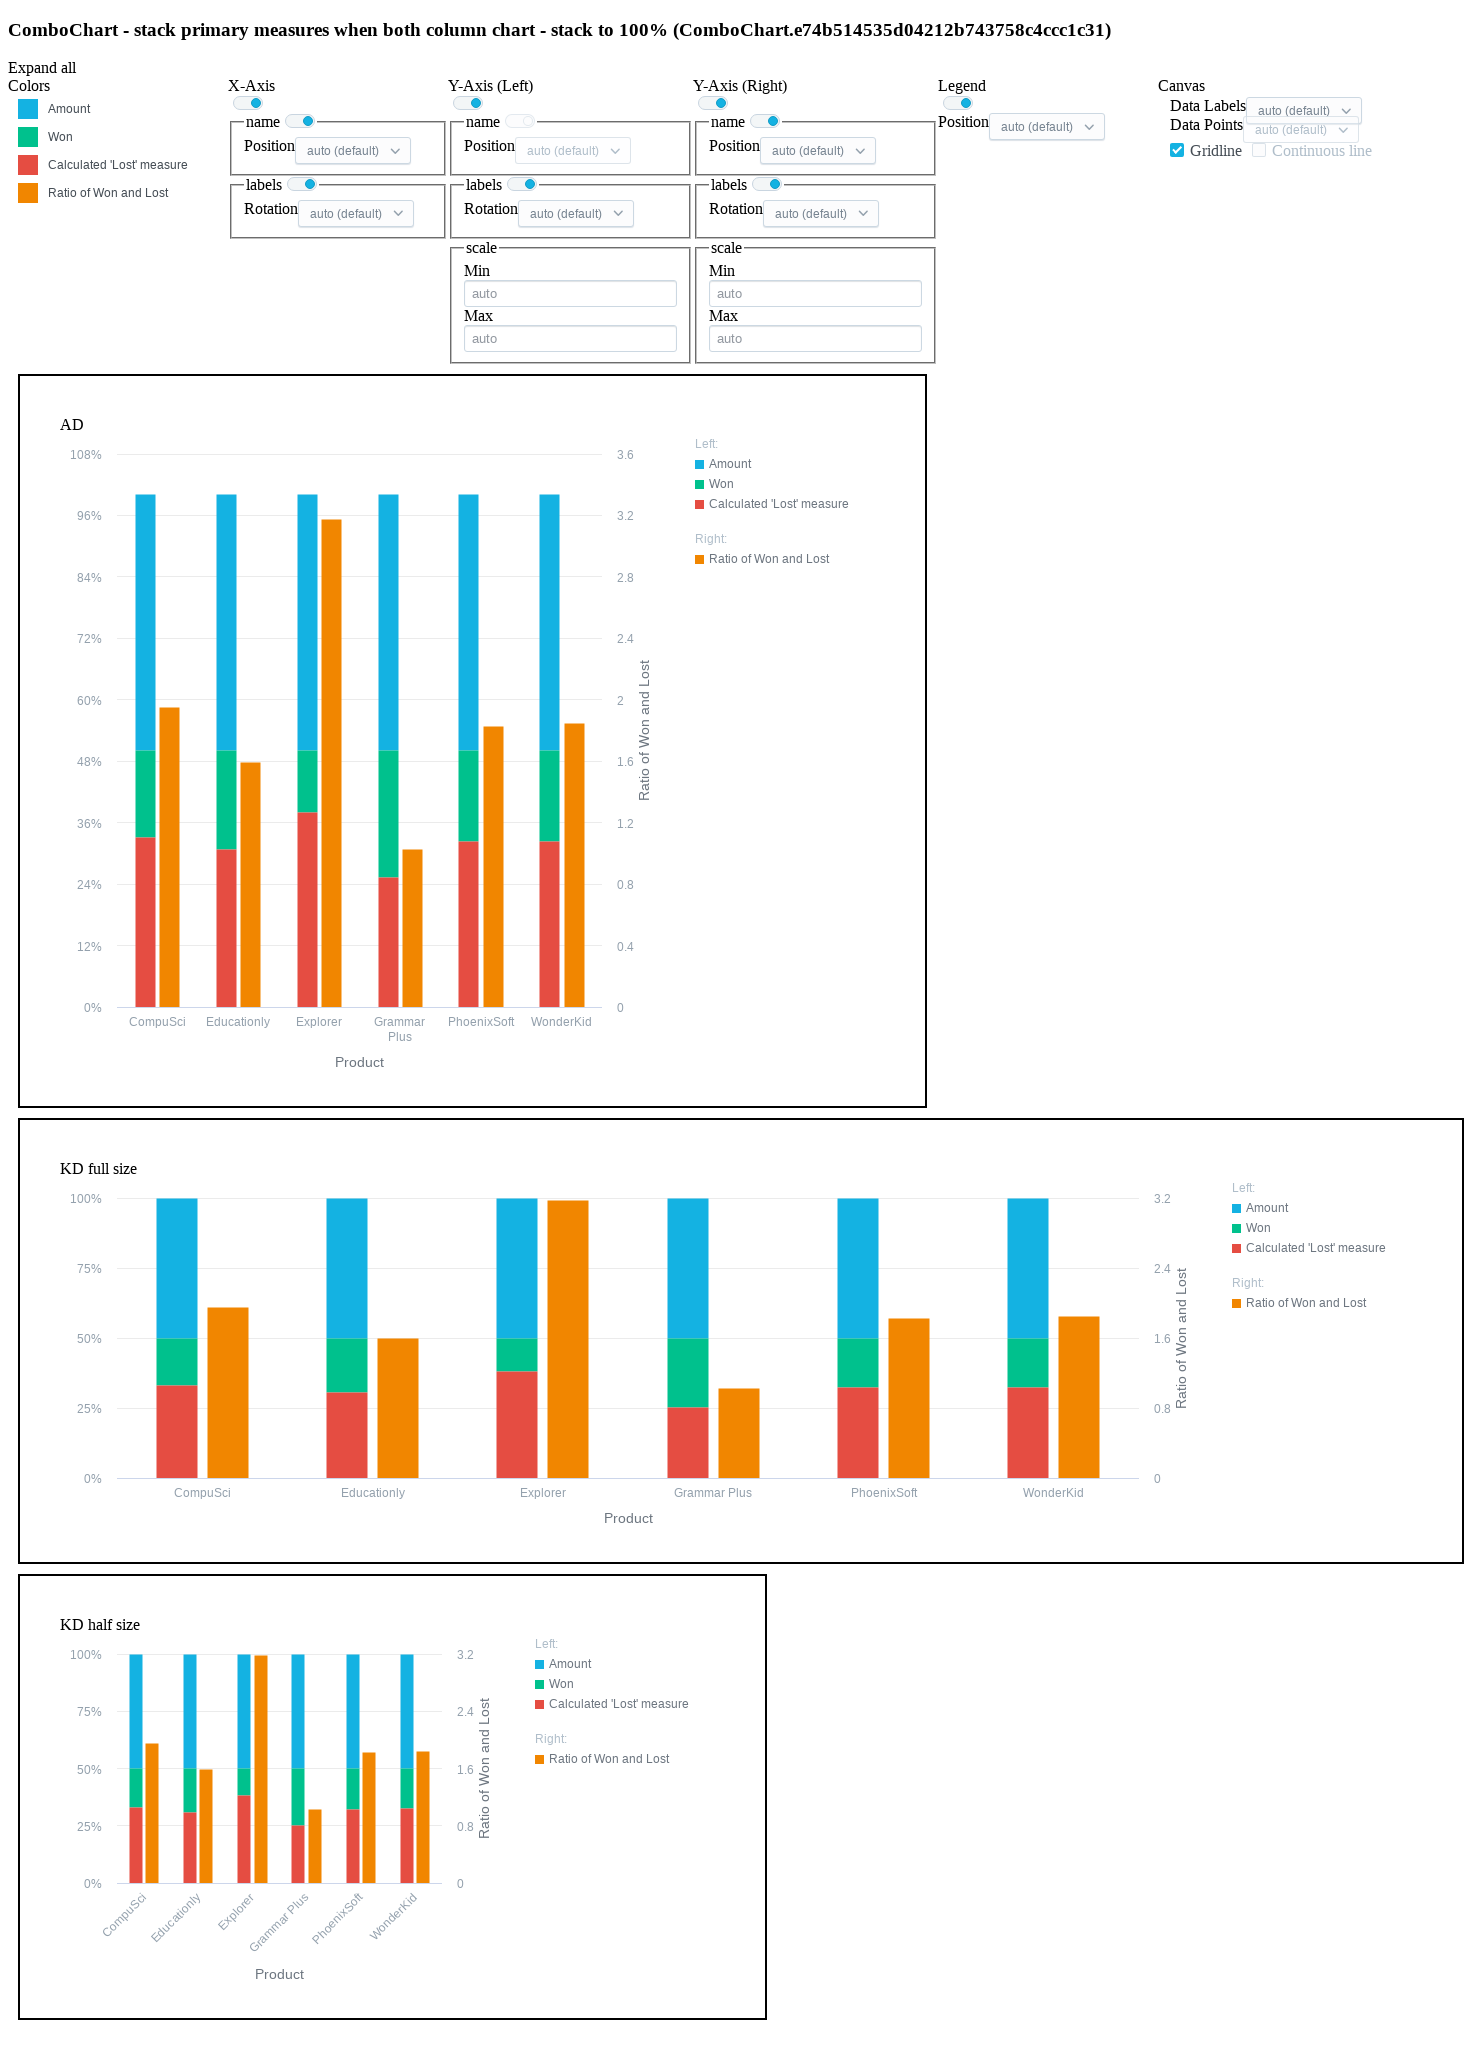 ComboChart - stack primary measures when both column chart - stack to 100% (ComboChart.e74b514535d04212b743758c4ccc1c31)
Expand all
Colors
Amount
Won
Calculated 'Lost' measure
Ratio of Won and Lost
X-Axis
name
Position auto (default)
labels
Rotation auto (default)
Y-Axis (Left)
name
Position auto (default)
labels
Rotation auto (default)
scale
Min
auto
Max
auto
Y-Axis (Right)
name
Position auto (default)
labels
Rotation auto (default)
scale
Min
auto
Max
auto
Legend
Position auto (default)
Canvas
Data Labels auto (default)
Data Points auto (default)
Gridline Continuous line
AD
108%
96%
84%
72%
60%
48%
36%
24%
12%
0%
3.6
3.2
2.8
2.4
2
1.6
1.2
0.8
0.4
0
Ratio of Won and Lost
CompuSci Educationly Explorer Grammar Plus PhoenixSoft WonderKid
Product
Left:
Amount
Won
Calculated 'Lost' measure
Right:
Ratio of Won and Lost
KD full size
100%
75%
50%
25%
0%
3.2
2.4
1.6
0.8
0
Ratio of Won and Lost
CompuSci Educationly Explorer Grammar Plus PhoenixSoft WonderKid
Product
Left:
Amount
Won
Calculated 'Lost' measure
Right:
Ratio of Won and Lost
KD half size
100%
75%
50%
25%
0%
3.2
2.4
1.6
0.8
0
Ratio of Won and Lost
CompuSci Educationly Explorer Grammar Plus PhoenixSoft WonderKid
Product
Left:
Amount
Won
Calculated 'Lost' measure
Right:
Ratio of Won and Lost